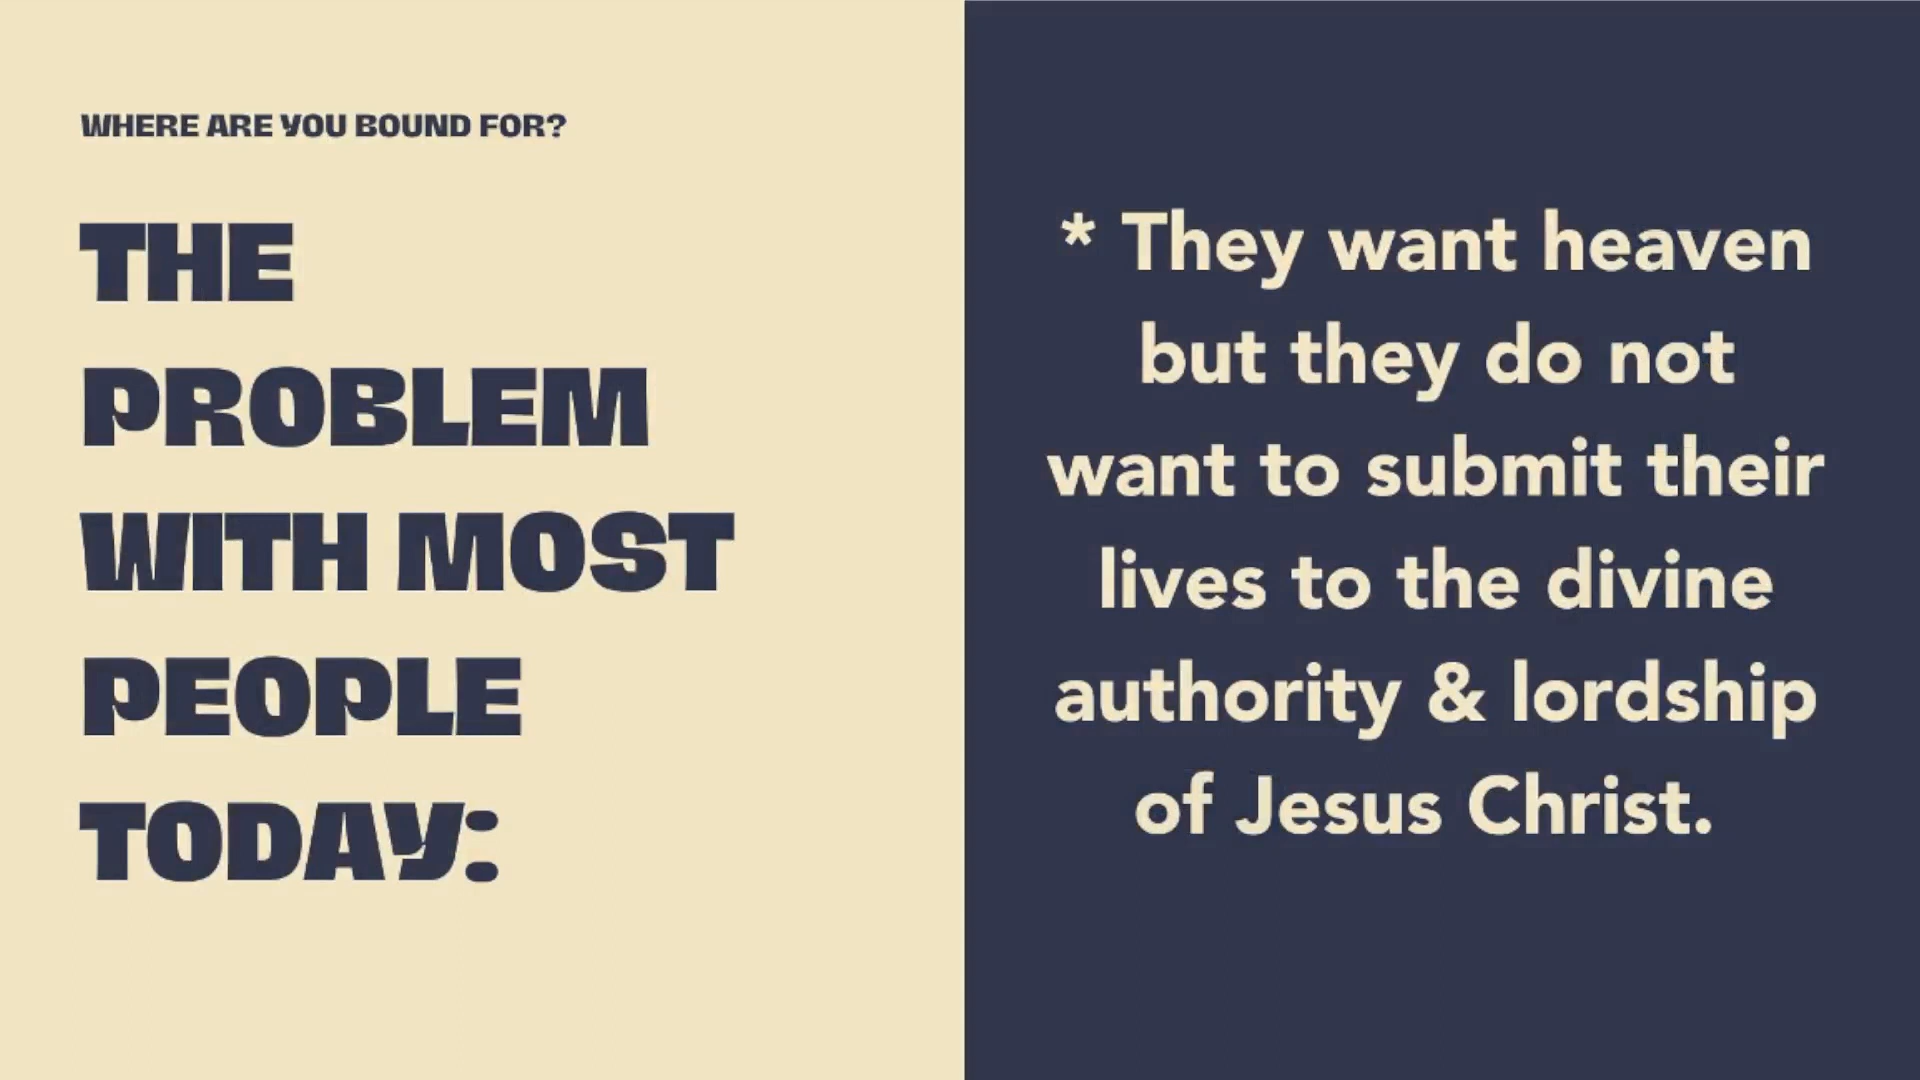 WHERE ARE YOU BOUND FOR?
THE
PROBLEM
WITH MOST
PEOPLE
TODAY:
* They want heaven
but they do not
want to submit their
lives to the divine
authority & lordship
of Jesus Christ.